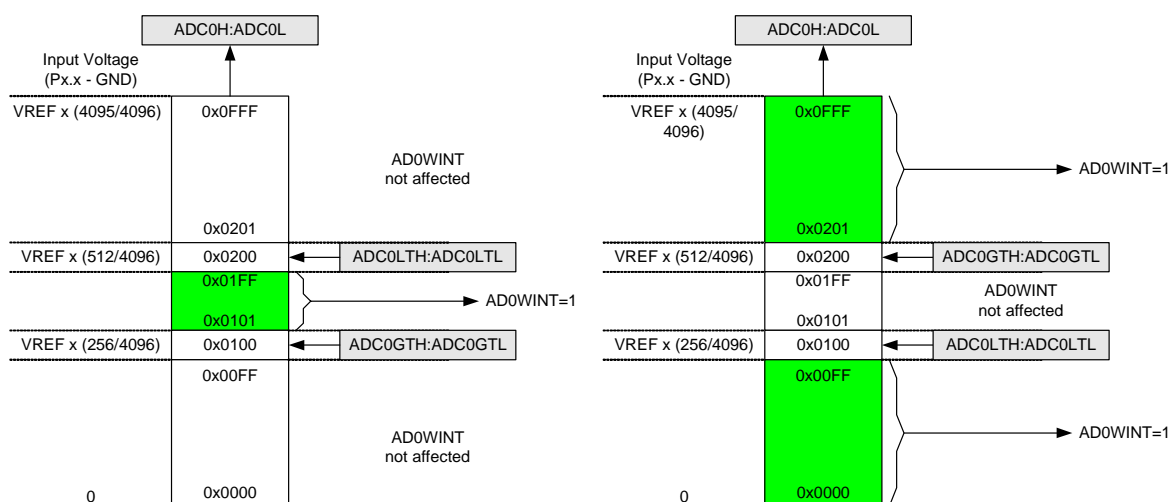 ADC0H:ADC0L
Input Voltage
(Px.x - GND)
VREF x (4095/4096)
0x0FFF
AD0WINT
not affected
0x0201
VREF x (512/4096)
0x0200
ADC0LTH:ADC0LTL
0x01FF
AD0WINT=1
0x0101
VREF x (256/4096)
0x0100
ADC0GTH:ADC0GTL
0x00FF
AD0WINT
not affected
0
0x0000
ADC0H:ADC0L
Input Voltage
(Px.x - GND)
VREF x (4095/
4096)
0x0FFF
AD0WINT=1
0x0201
VREF x (512/4096)
0x0200
ADC0GTH:ADC0GTL
0x01FF
AD0WINT
not affected
0x0101
VREF x (256/4096)
0x0100
ADC0LTH:ADC0LTL
0x00FF
AD0WINT=1
0
0x0000